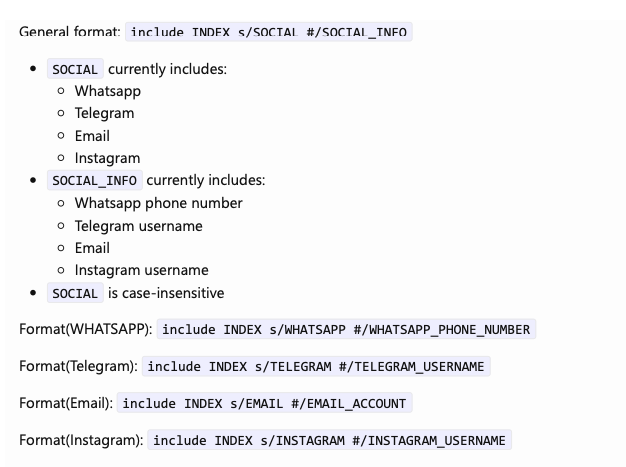 General format: include INDEX s/SOCIAL #/SOCIAL_INFO
SOCIAL currently includes:
Whatsapp
Telegram
Email
Instagram
SOCIAL_INFO currently includes:
Whatsapp phone number
Telegram username
Email
Instagram username
SOCIAL is case-insensitive
Format(WHATSAPP): include INDEX s/WHATSAPP #/WHATSAPP_PHONE_NUMBER
Format(Telegram): include INDEX s/TELEGRAM #/TELEGRAM_USERNAME
Format(Email): include INDEX s/EMAIL #/EMAIL_ACCOUNT
Format(Instagram): include INDEX s/INSTAGRAM #/INSTAGRAM_USERNAME